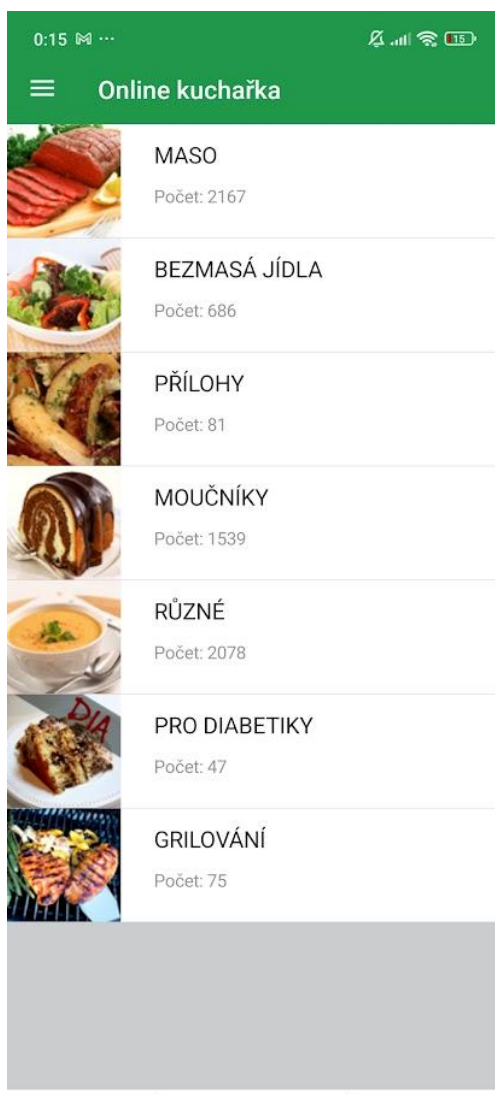 0:15
15
Online kuchařka
MASO
Počet: 2167
BEZMASÁ JÍDLA
Počet: 686
PŘÍLOHY
Počet: 81
MOUČNÍKY
Počet: 1539
RŮZNÉ
Počet: 2078
DIA
PRO DIABETIKY
Počet: 47
GRILOVÁNÍ
Počet: 75